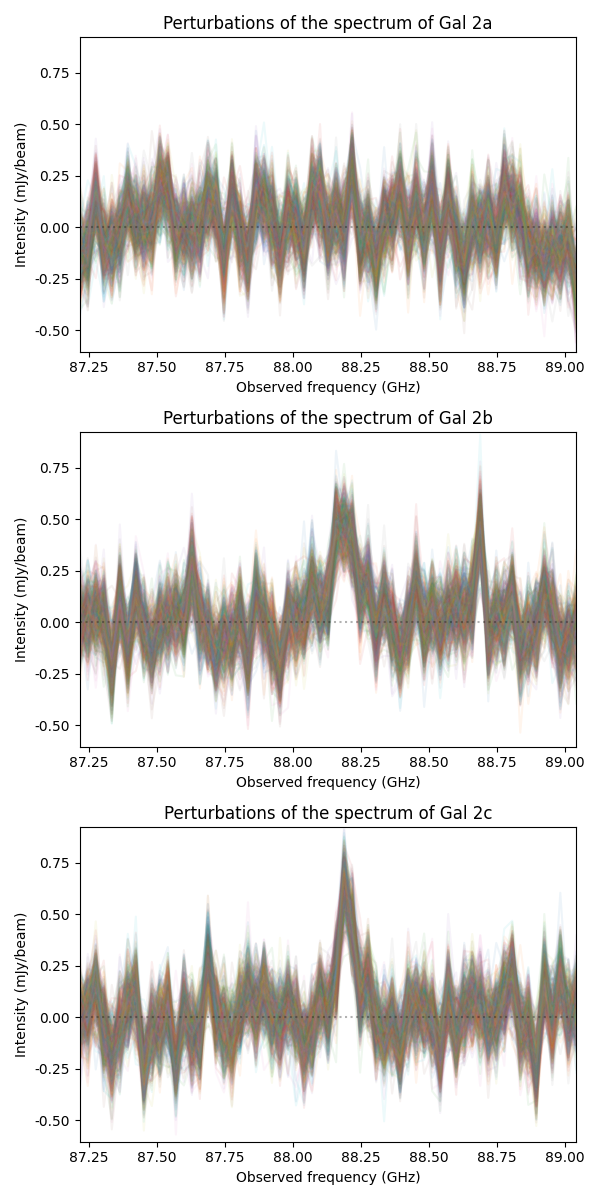 Perturbations of the spectrum of Gal 2a
0.75
0.50
0.25
0.00
-0.25
-0.50
Intensity (mJy/beam)
87.25 87.50 87.75 88.00 88.25 88.50 88.75 89.00
Observed frequency (GHz)
Perturbations of the spectrum of Gal 2b
0.75
0.50
0.25
0.00
-0.25
-0.50
Intensity (mJy/beam)
87.25 87.50 87.75 88.00 88.25 88.50 88.75 89.00
Observed frequency (GHz)
Perturbations of the spectrum of Gal 2c
0.75
0.50
0.25
0.00
-0.25
-0.50
Intensity (mJy/beam)
87.25 87.50 87.75 88.00 88.25 88.50 88.75 89.00
Observed frequency (GHz)